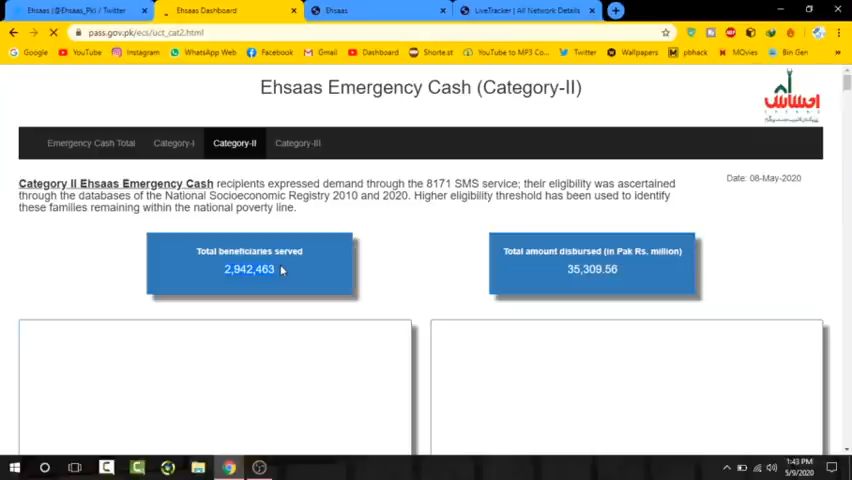 Ehsaas (@Ehsaas_Pk) / Twitter
Ehsaas Dashboard
Ehsaas
LiveTracker | All Network Details
pass.gov.pk/ecs/uct_cat2.html
Google YouTube Instagram WhatsApp Web Facebook Gmail Dashboard Shorte.st YouTube to MP3 Co... Twitter Wallpapers pbhack MQVies Bin Gen
Ehsaas Emergency Cash (Category-II)
احساس
Emergency Cash Total Category-I Category-II Category-III
Date: 08-May-2020
Category II Ehsaas Emergency Cash recipients expressed demand through the 8171 SMS service; their eligibility was ascertained
through the databases of the National Socioeconomic Registry 2010 and 2020. Higher eligibility threshold has been used to identify
these families remaining within the national poverty line.
Total beneficiaries served
2,942,463
Total amount disbursed (in Pak Rs. million)
35,309.56
1:43 PM
5/9/2020